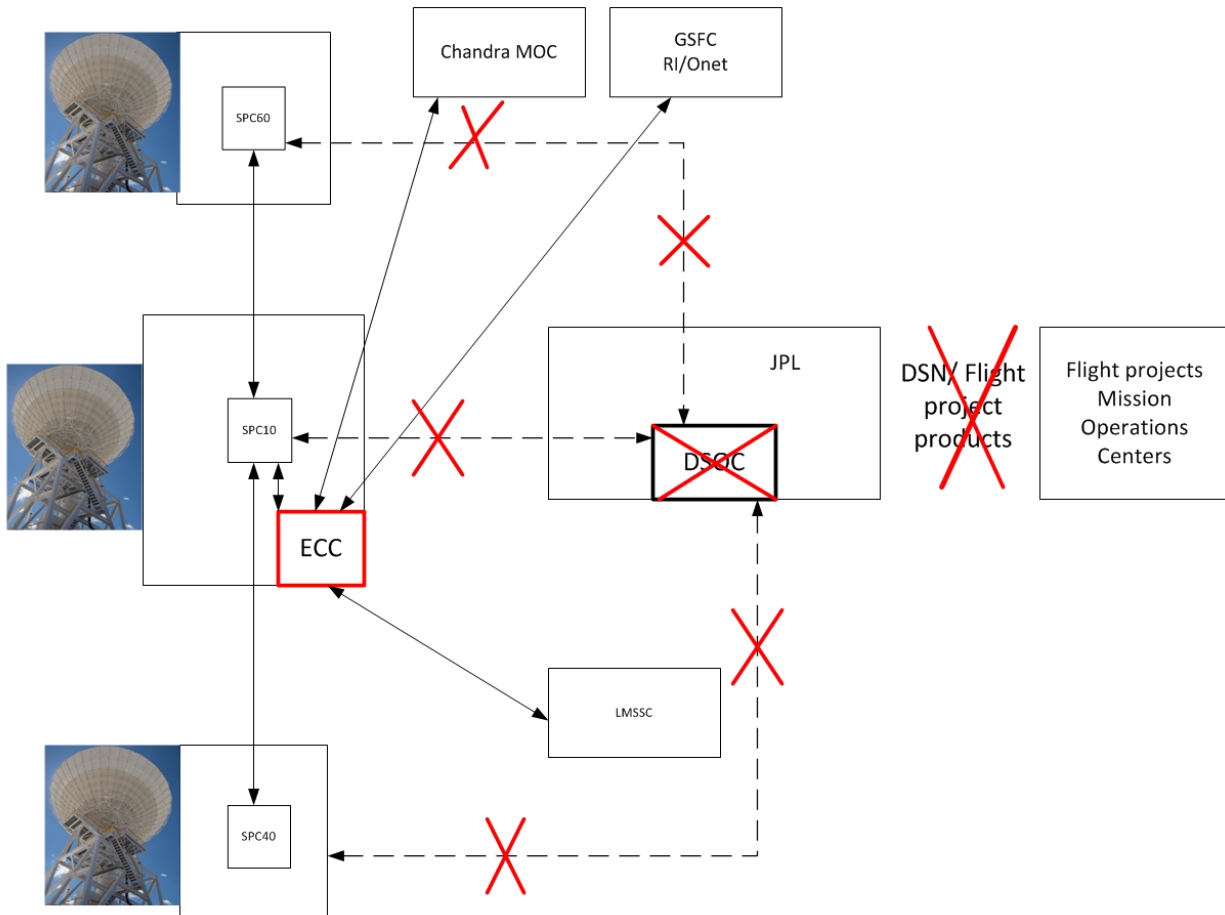 Chandra MOC
GSFC
RI/Onet
SPC60
JPL
DSN/ Flight
project
products
Flight projects
Mission
Operations
Centers
SPC10
DSOC
ECC
LMSSC
SPC40